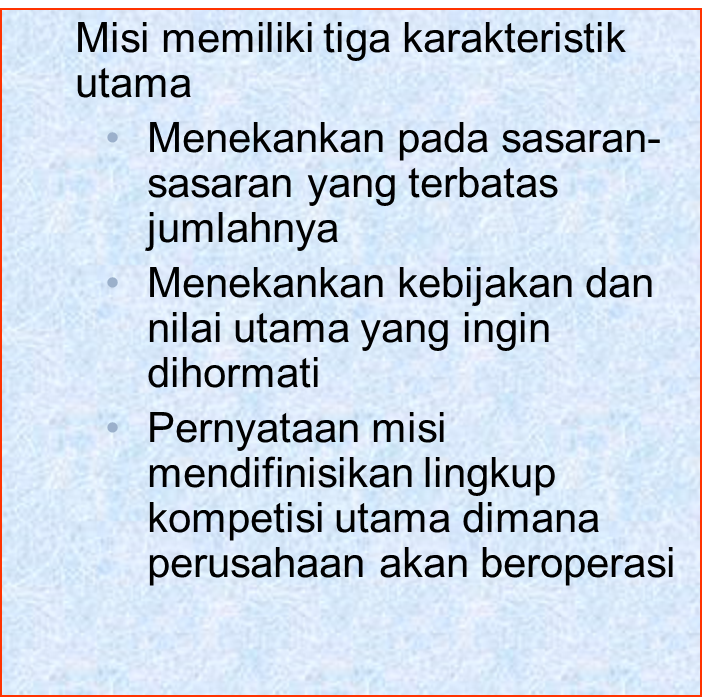 Misi memiliki tiga karakteristik
utama
• Menekankan pada sasaran-
sasaran yang terbatas
jumlahnya
• Menekankan kebijakan dan
nilai utama yang ingin
dihormati
• Pernyataan misi
mendifinisikan lingkup
kompetisi utama dimana
perusahaan akan beroperasi